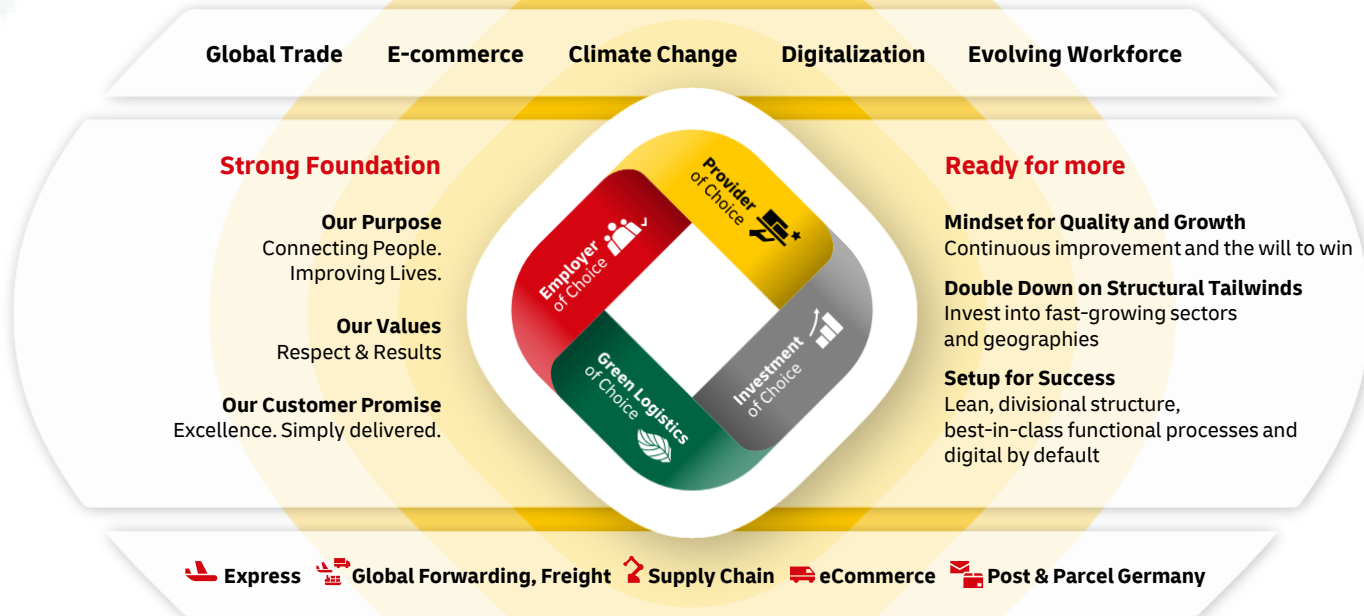 Global Trade E-commerce Climate Change Digitalization Evolving Workforce
Strong Foundation
Our Purpose
Connecting People.
Improving Lives.
Our Values
Respect & Results
Our Customer Promise
Excellence. Simply delivered.
Provider
of Choice
Employer
of Choice
Investment
of Choice
Green Logistics
of Choice
Ready for more
Mindset for Quality and Growth
Continuous improvement and the will to win
Double Down on Structural Tailwinds
Invest into fast-growing sectors
and geographies
Setup for Success
Lean, divisional structure,
best-in-class functional processes and
digital by default
Express Global Forwarding, Freight Supply Chain eCommerce Post & Parcel Germany